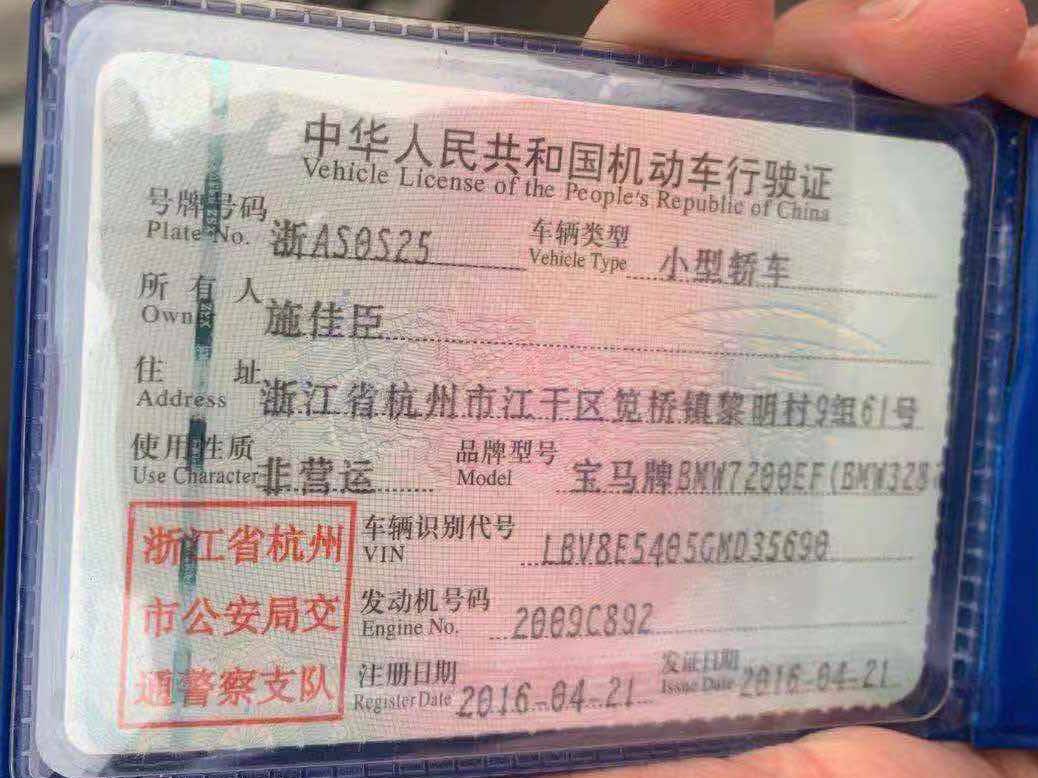 中华人民共和国机动车行驶证
Vehicle License of the People's Republic of China
号牌号码 浙AS0S25 车辆类型 小型轿车
Plate No. Vehicle Type
所有人 施佳臣
Owner
住址 浙江省杭州市江干区笕桥镇黎明村9组61号
Address
使用性质 非营运 品牌型号 宝马牌BMW7200EF(BMW328
Use Character Model
浙江省杭州
市公安局交
通警察支队
车辆识别代号 LBV8E5405GMD35690
VIN
发动机号码 2009C892
Engine No.
注册日期 2016-04-21 发证日期 2016-04-21
Register Date Issue Date